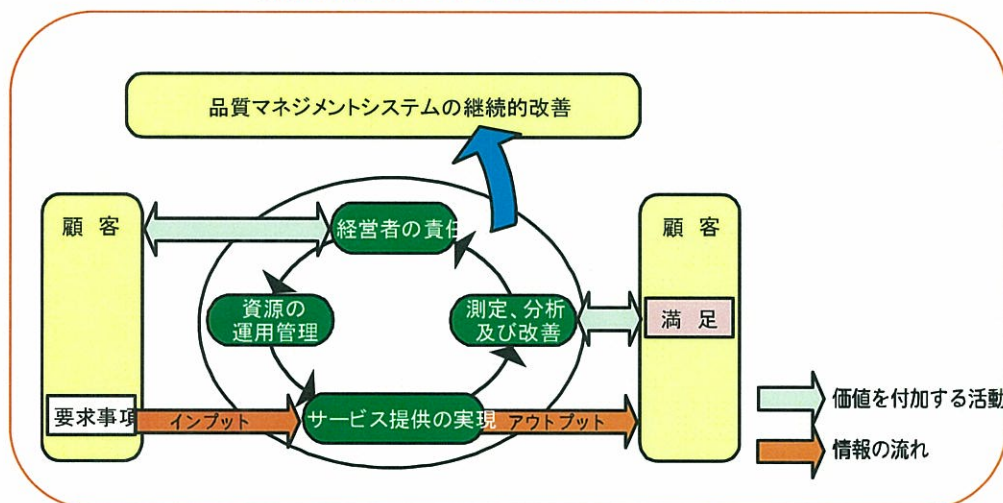 品質マネジメントシステムの継続的改善
顧 客
経営者の責任
顧 客
資源の
運用管理
測定、分析
及び改善
満 足
要求事項
インプット
サービス提供の実現
アウトプット
価値を付加する活動
情報の流れ